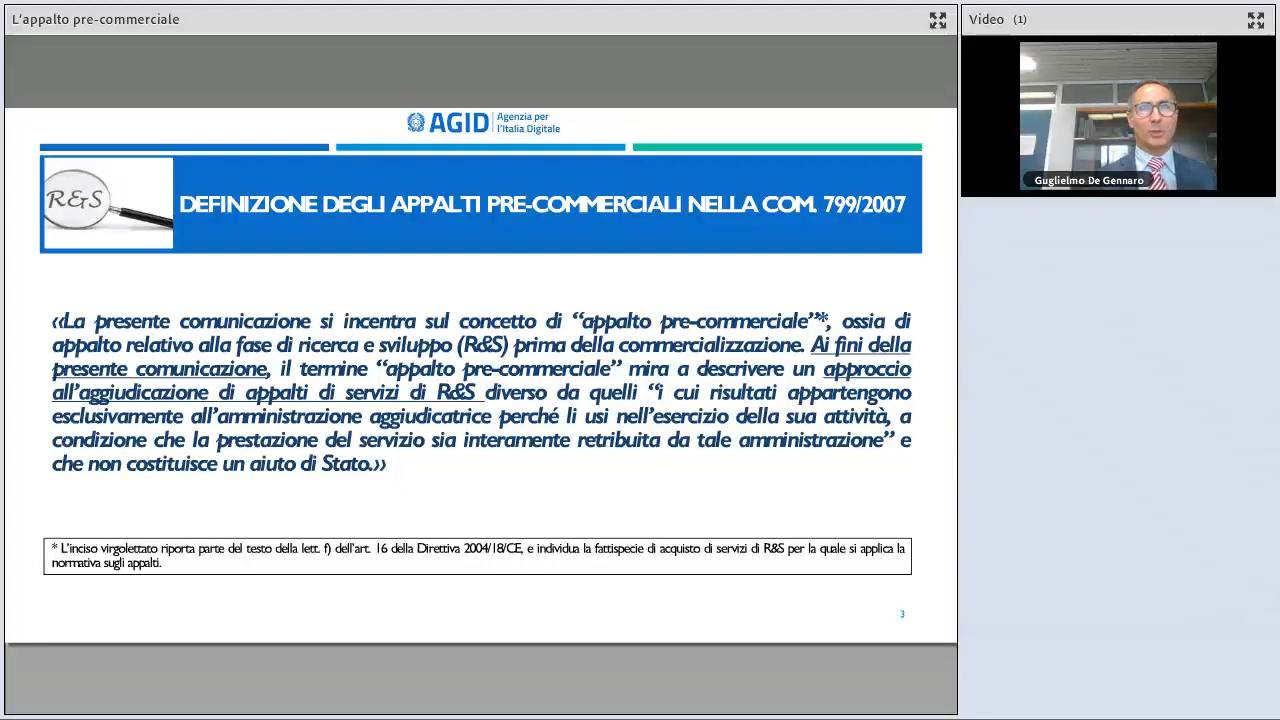 L'appalto pre-commerciale
Video (1)
Guglielmo De Gennaro
AGID Agenzia per
l'Italia Digitale
R&S
DEFINIZIONE DEGLI APPALTI PRE-COMMERCIALI NELLA COM. 799/2007
‹‹La presente comunicazione si incentra sul concetto di “appalto pre-commerciale”*, ossia di
appalto relativo alla fase di ricerca e sviluppo (R&S) prima della commercializzazione. Ai fini della
presente comunicazione, il termine “appalto pre-commerciale” mira a descrivere un approccio
all’aggiudicazione di appalti di servizi di R&S diverso da quelli “i cui risultati appartengono
esclusivamente all’amministrazione aggiudicatrice perché li usi nell’esercizio della sua attività, a
condizione che la prestazione del servizio sia interamente retribuita da tale amministrazione” e
che non costituisce un aiuto di Stato.››
* L’inciso virgolettato riporta parte del testo della lett. f) dell’art. 16 della Direttiva 2004/18/CE, e individua la fattispecie di acquisto di servizi di R&S per la quale si applica la
normativa sugli appalti.
3